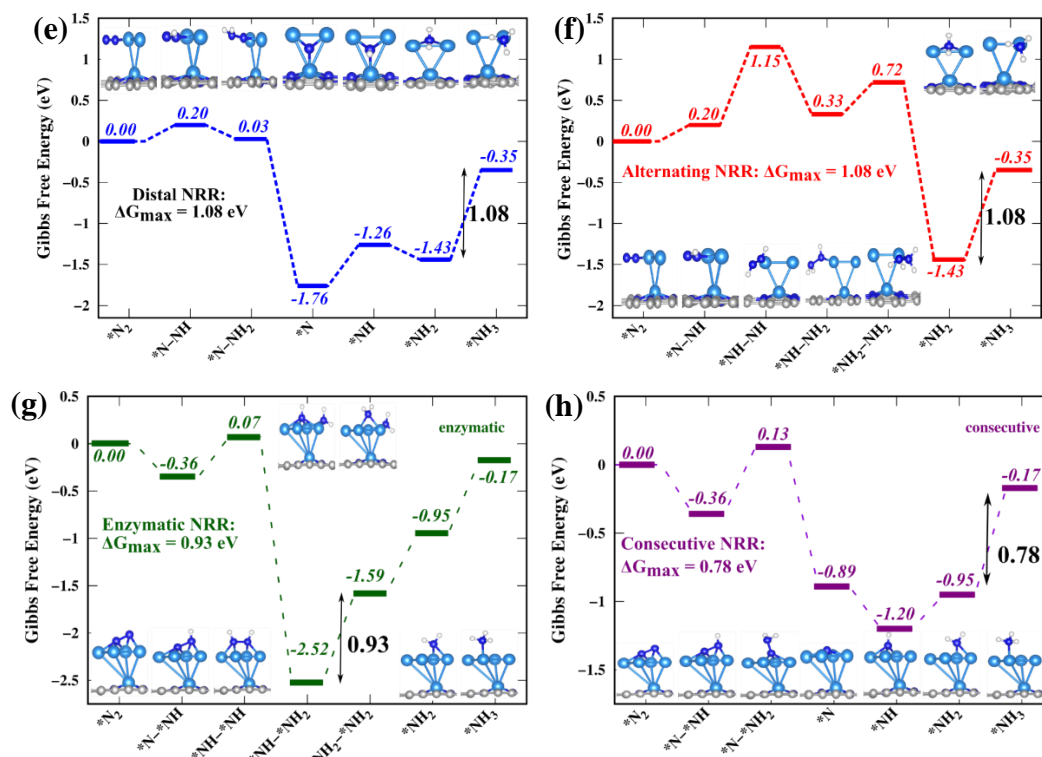 (e)
Gibbs Free Energy (eV)
1.5
1
0.5
0
−0.5
−1
−1.5
−2
0.00
0.20
0.03
−1.76
−1.26
−1.43
−0.35
1.08
Distal NRR:
ΔGmax = 1.08 eV
*N2
*N−NH
*N−NH2
*N
*NH
*NH2
*NH3
(f)
Gibbs Free Energy (eV)
1.5
1
0.5
0
−0.5
−1
−1.5
−2
0.00
0.20
1.15
0.33
0.72
−1.43
−0.35
1.08
Alternating NRR: ΔGmax = 1.08 eV
*N2
*N−NH
*NH−NH
*NH−NH2
*NH2−NH2
*NH2
*NH3
(g)
Gibbs Free Energy (eV)
0.5
0
−0.5
−1
−1.5
−2
−2.5
enzymatic
0.00
−0.36
0.07
−2.52
−1.59
−0.95
−0.17
0.93
Enzymatic NRR:
ΔGmax = 0.93 eV
*N2
*N−*NH
*NH−*NH
*NH−*NH2
*NH2
*NH3
(h)
Gibbs Free Energy (eV)
0.5
0
−0.5
−1
−1.5
consecutive
0.00
−0.36
0.13
−0.89
−1.20
−0.95
−0.17
0.78
Consecutive NRR:
ΔGmax = 0.78 eV
*N2
*N−*NH
*N−*NH2
*N
*NH
*NH2
*NH3